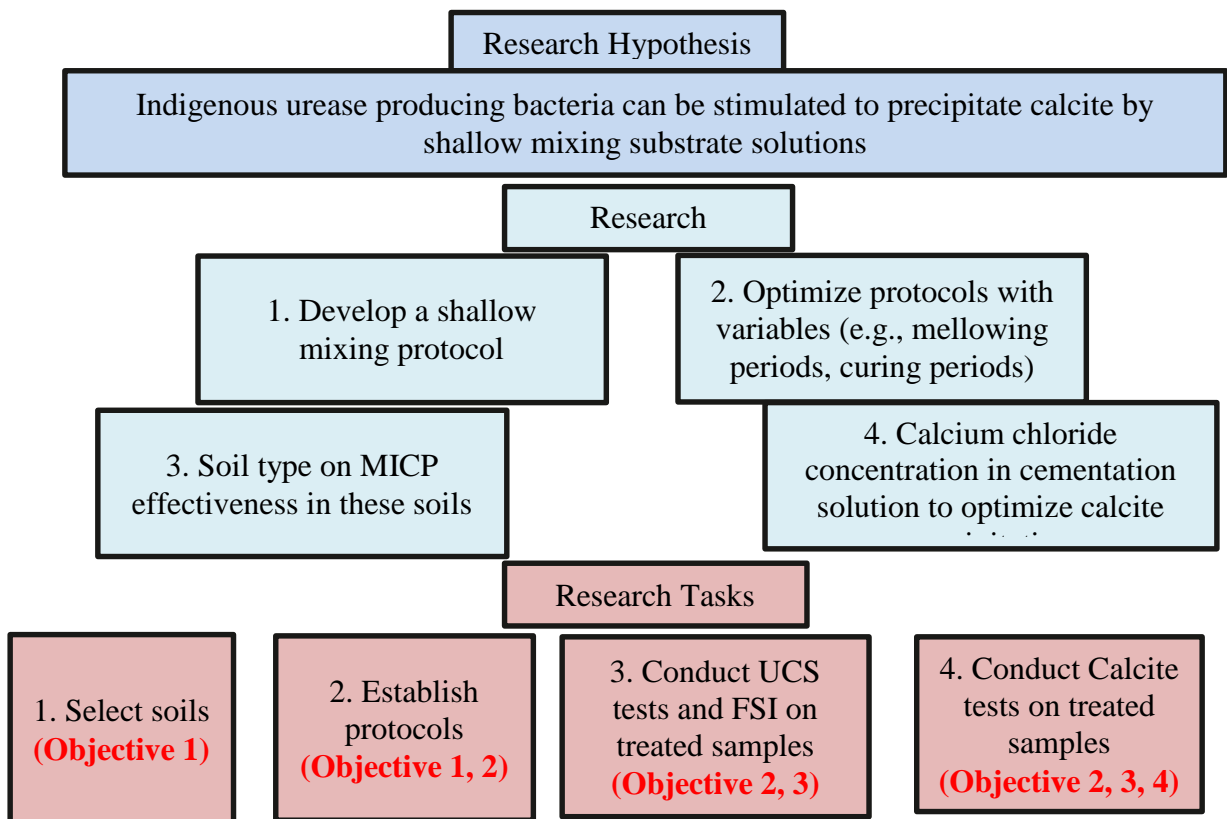 Research Hypothesis
Indigenous urease producing bacteria can be stimulated to precipitate calcite by
shallow mixing substrate solutions
Research
1. Develop a shallow
mixing protocol
2. Optimize protocols with
variables (e.g., mellowing
periods, curing periods)
3. Soil type on MICP
effectiveness in these soils
4. Calcium chloride
concentration in cementation
solution to optimize calcite
Research Tasks
1. Select soils
(Objective 1)
2. Establish
protocols
(Objective 1, 2)
3. Conduct UCS
tests and FSI on
treated samples
(Objective 2, 3)
4. Conduct Calcite
tests on treated
samples
(Objective 2, 3, 4)